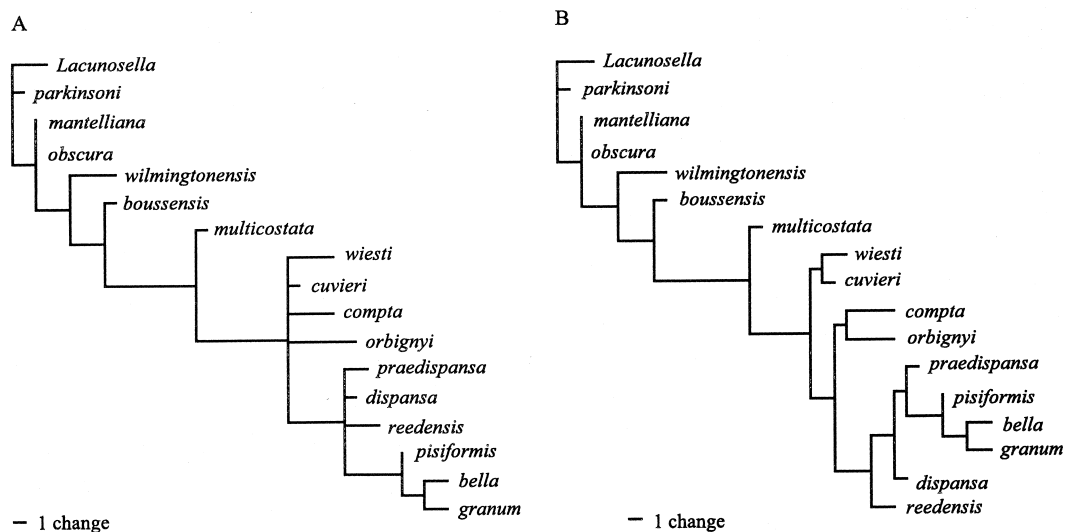 A
Lacunosella
parkinsoni
mantelliana
obscura
wilmingtonensis
boussensis
multicostata
wiesti
cuvieri
compta
orbignyi
praedispansa
dispansa
reedensis
pisiformis
bella
granum
1 change
B
Lacunosella
parkinsoni
mantelliana
obscura
wilmingtonensis
boussensis
multicostata
wiesti
cuvieri
compta
orbignyi
praedispansa
pisiformis
bella
granum
dispansa
reedensis
1 change